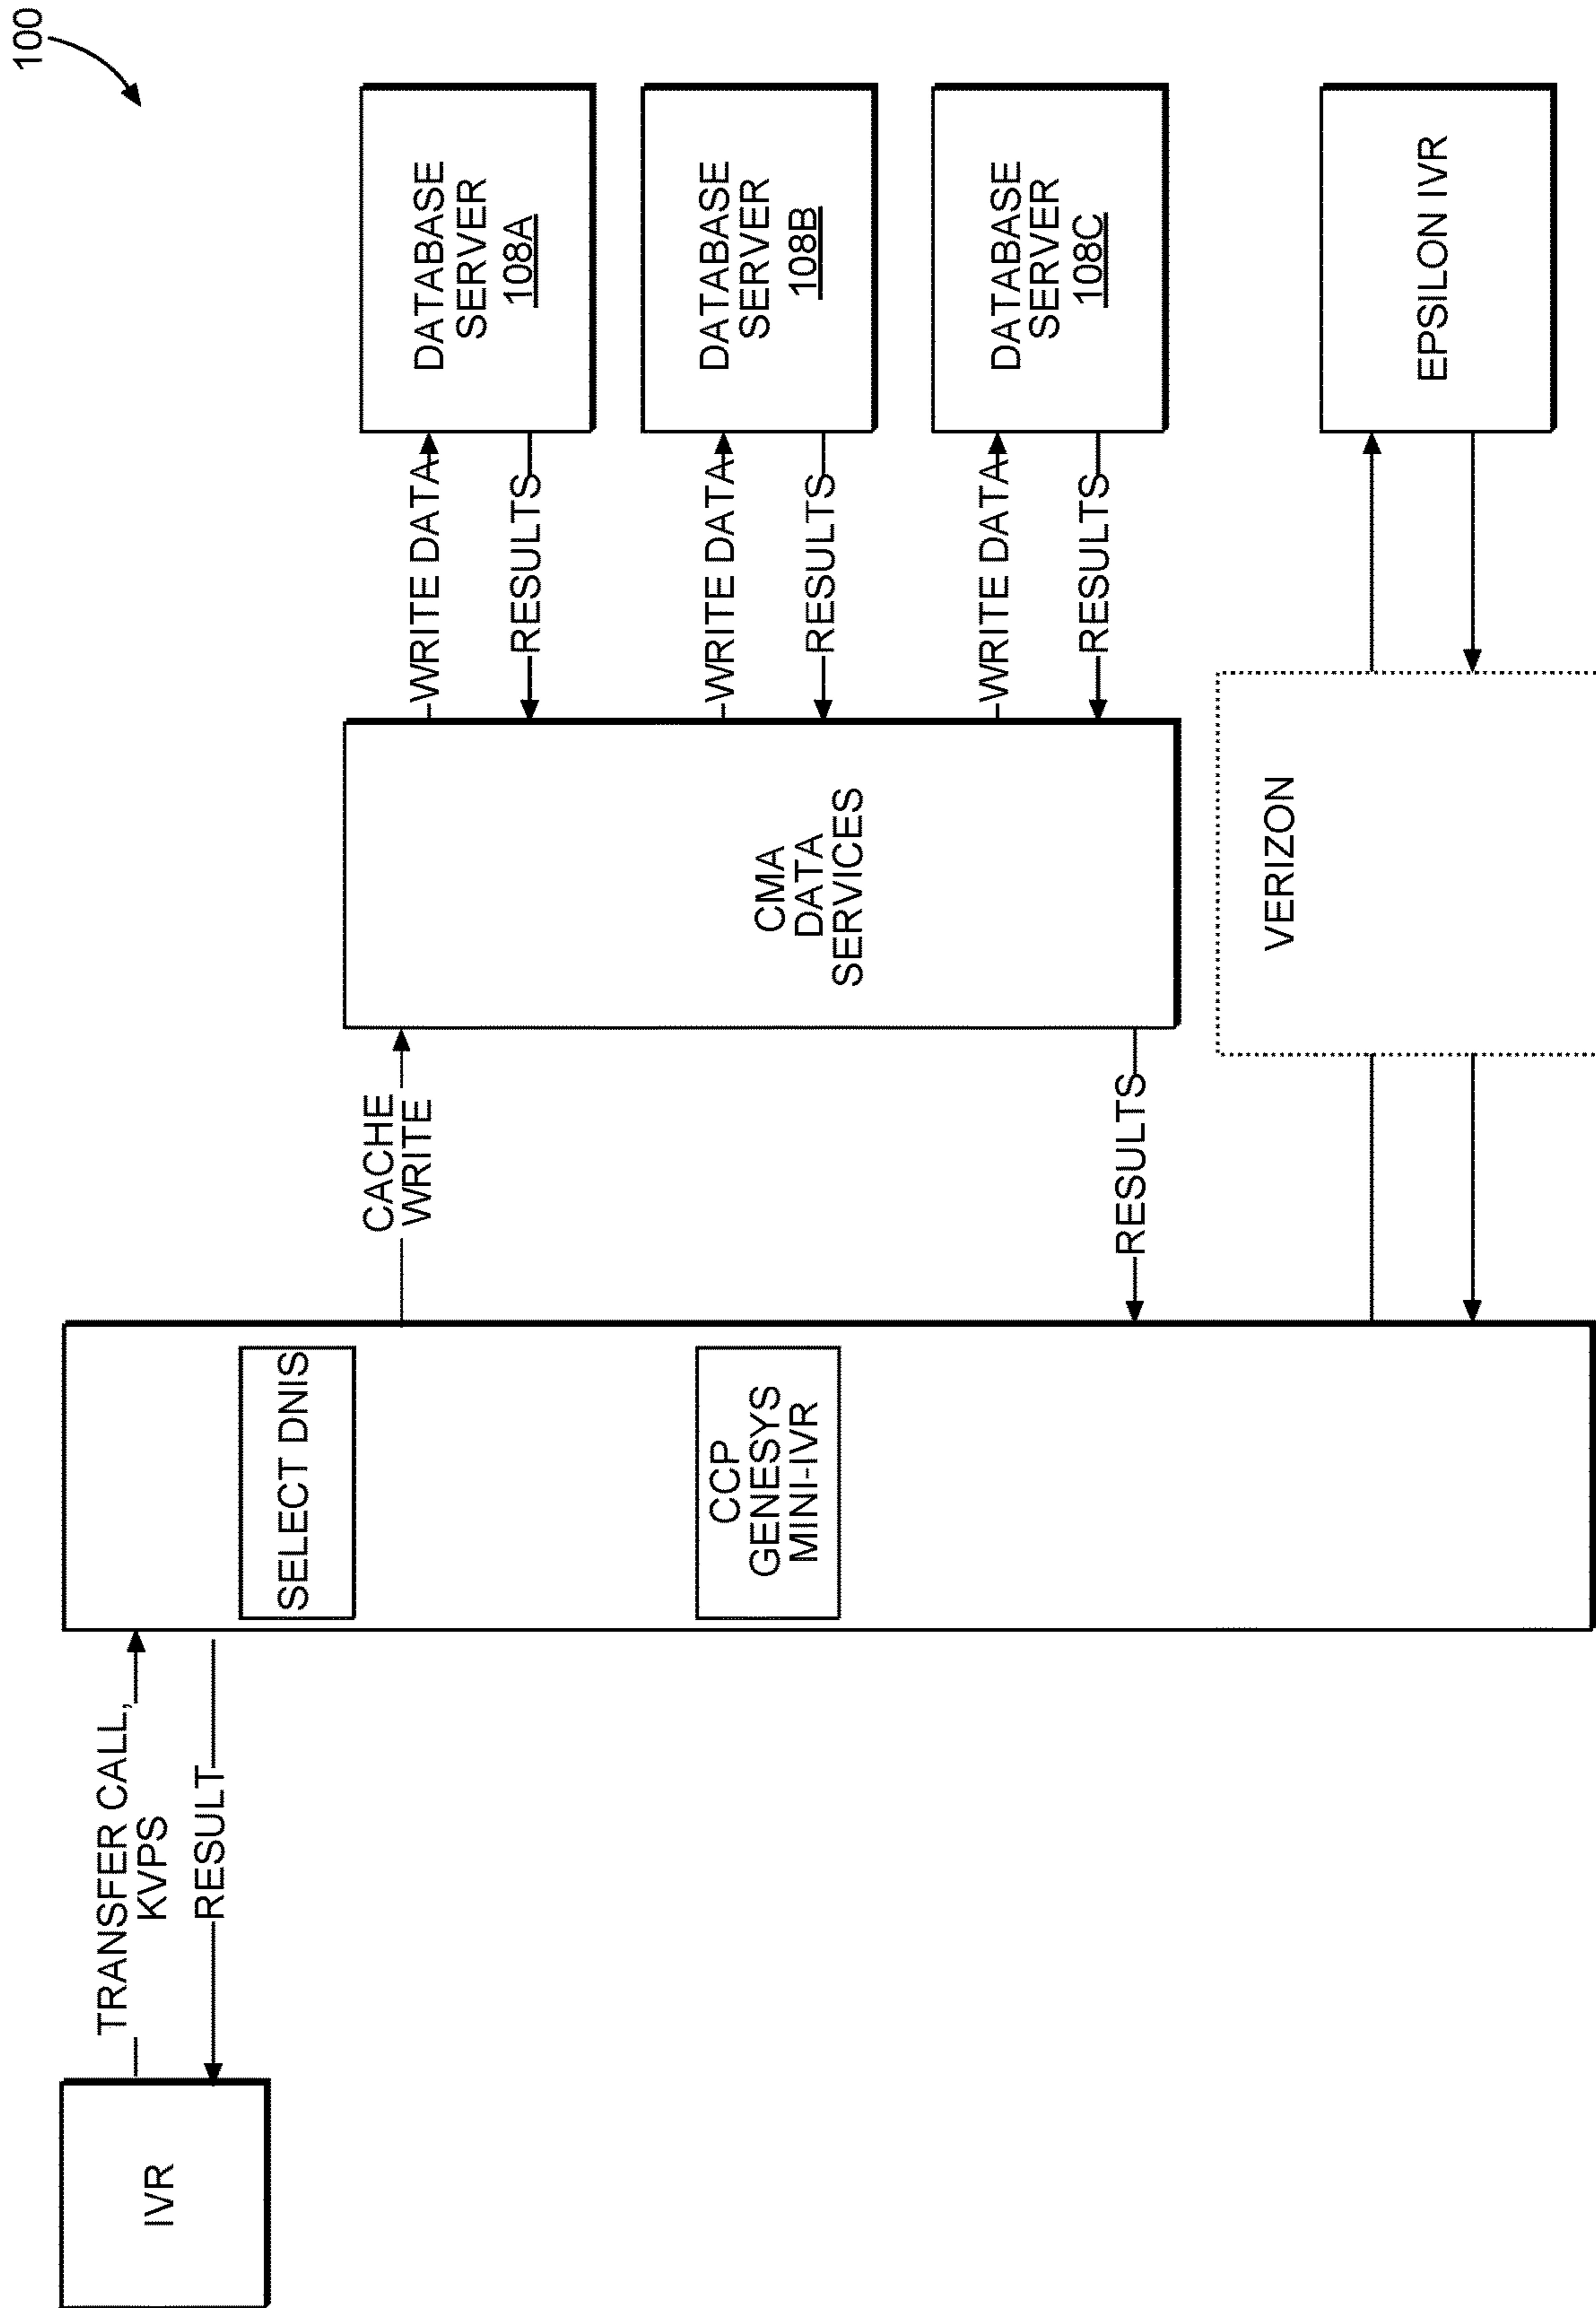 100
IVR
TRANSFER CALL,
KVPS
RESULT
SELECT DNIS
CCP
GENESYS
MINI-IVR
CACHE
WRITE
RESULTS
CMA
DATA
SERVICES
VERIZON
WRITE DATA
RESULTS
WRITE DATA
RESULTS
WRITE DATA
RESULTS
DATABASE
SERVER
108A
DATABASE
SERVER
108B
DATABASE
SERVER
108C
EPSILON IVR